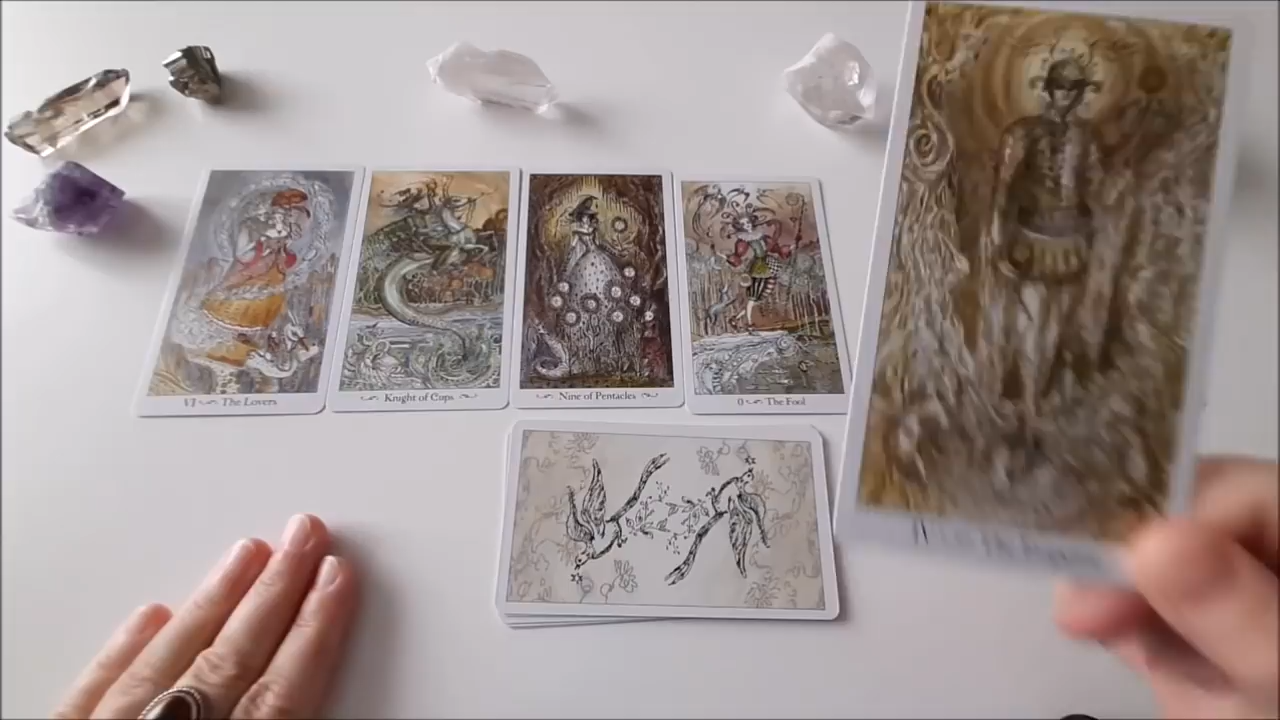 VI The Lovers
Knight of Cups
Nine of Pentacles
0 The Fool